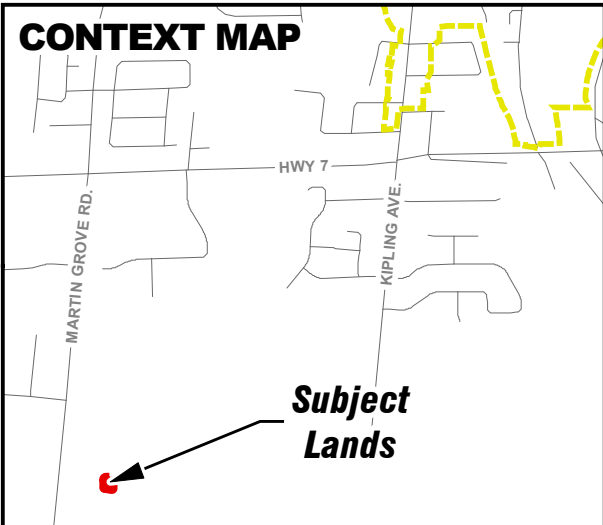 CONTEXT MAP
HWY 7
MARTIN GROVE RD.
KIPLING AVE.
Subject
Lands